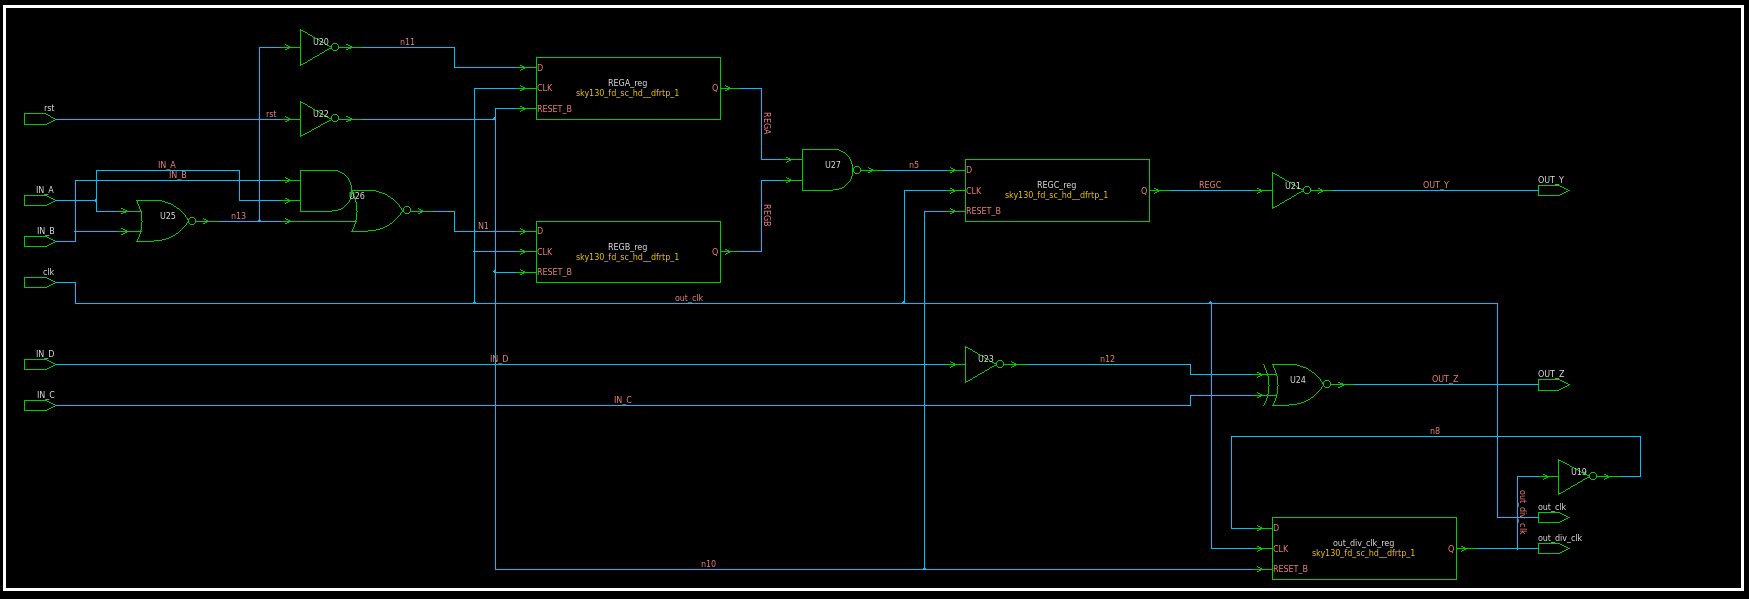 U20
n11
D
REGA_reg
CLK
sky130_fd_sc_hd__dfrtp_1
Q
RESET_B
rst
rst
U22
REGA
IN_A
IN_B
U27
n5
D
REGC_reg
CLK
sky130_fd_sc_hd__dfrtp_1
Q
RESET_B
REGC
U21
OUT_Y
OUT_Y
IN_A
U26
U25
n13
IN_B
REGB
N1
D
REGB_reg
CLK
sky130_fd_sc_hd__dfrtp_1
Q
RESET_B
clk
out_clk
IN_D
IN_D
U23
n12
U24
OUT_Z
OUT_Z
IN_C
IN_C
n8
U19
out_div_clk
out_clk
D
out_div_clk_reg
CLK
sky130_fd_sc_hd__dfrtp_1
Q
RESET_B
out_div_clk
n10